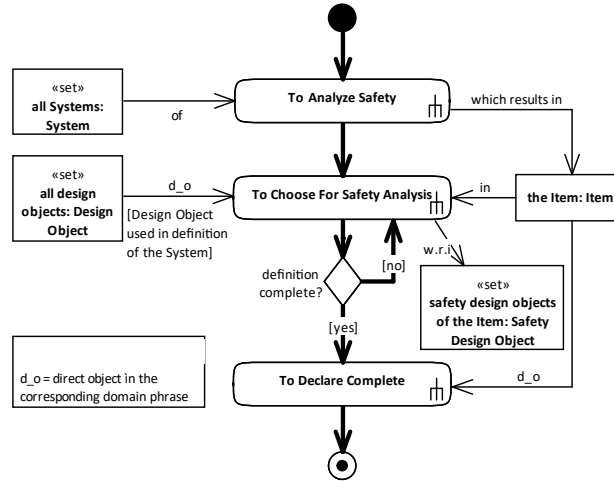 «set»
all Systems:
System
of
To Analyze Safety
which results in
«set»
all design
objects: Design
Object
d_o
[Design Object
used in definition
of the System]
To Choose For Safety Analysis
in
the Item: Item
definition
complete?
[no]
w.r.i
«set»
safety design objects
of the Item: Safety
Design Object
[yes]
d_o = direct object in the
corresponding domain phrase
To Declare Complete
d_o